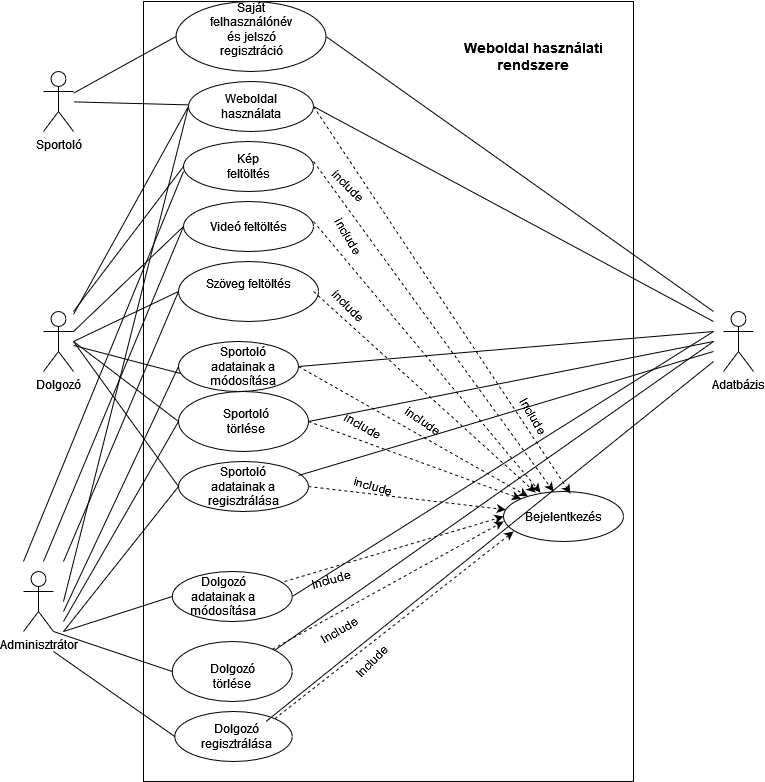 Saját
felhasználónév
és jelszó
regisztráció
Weboldal használati
rendszere
Weboldal
használata
Sportoló
Kép
feltöltés
include
Videó feltöltés
include
Szöveg feltöltés
include
Dolgozó
Sportoló
adatainak a
módosítása
Adatbázis
Sportoló
törlése
include
include
Include
Sportoló
adatainak a
regisztrálása
include
Bejelentkezés
Dolgozó
adatainak a
módosítása
Include
Adminisztrátor
Dolgozó
törlése
Include
Include
Dolgozó
regisztrálása